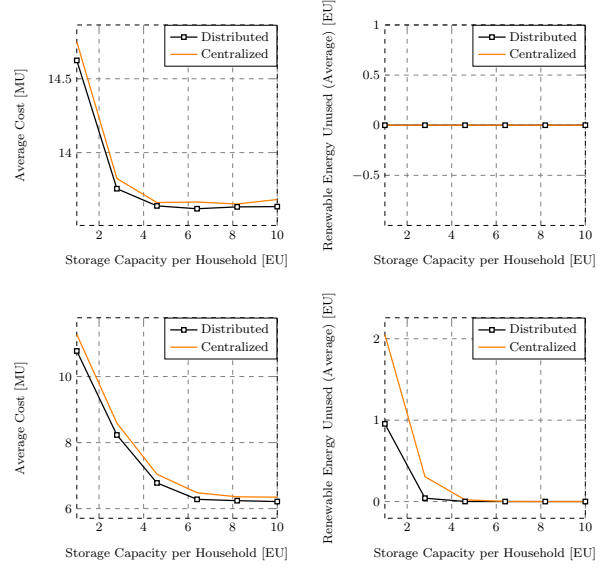 Average Cost [MU]
14.5
14
2
4
6
8
10
Storage Capacity per Household [EU]
Distributed
Centralized
Renewable Energy Unused (Average) [EU]
1
0.5
0
−0.5
2
4
6
8
10
Storage Capacity per Household [EU]
Distributed
Centralized
Average Cost [MU]
10
8
6
2
4
6
8
10
Storage Capacity per Household [EU]
Distributed
Centralized
Renewable Energy Unused (Average) [EU]
2
1
0
2
4
6
8
10
Storage Capacity per Household [EU]
Distributed
Centralized